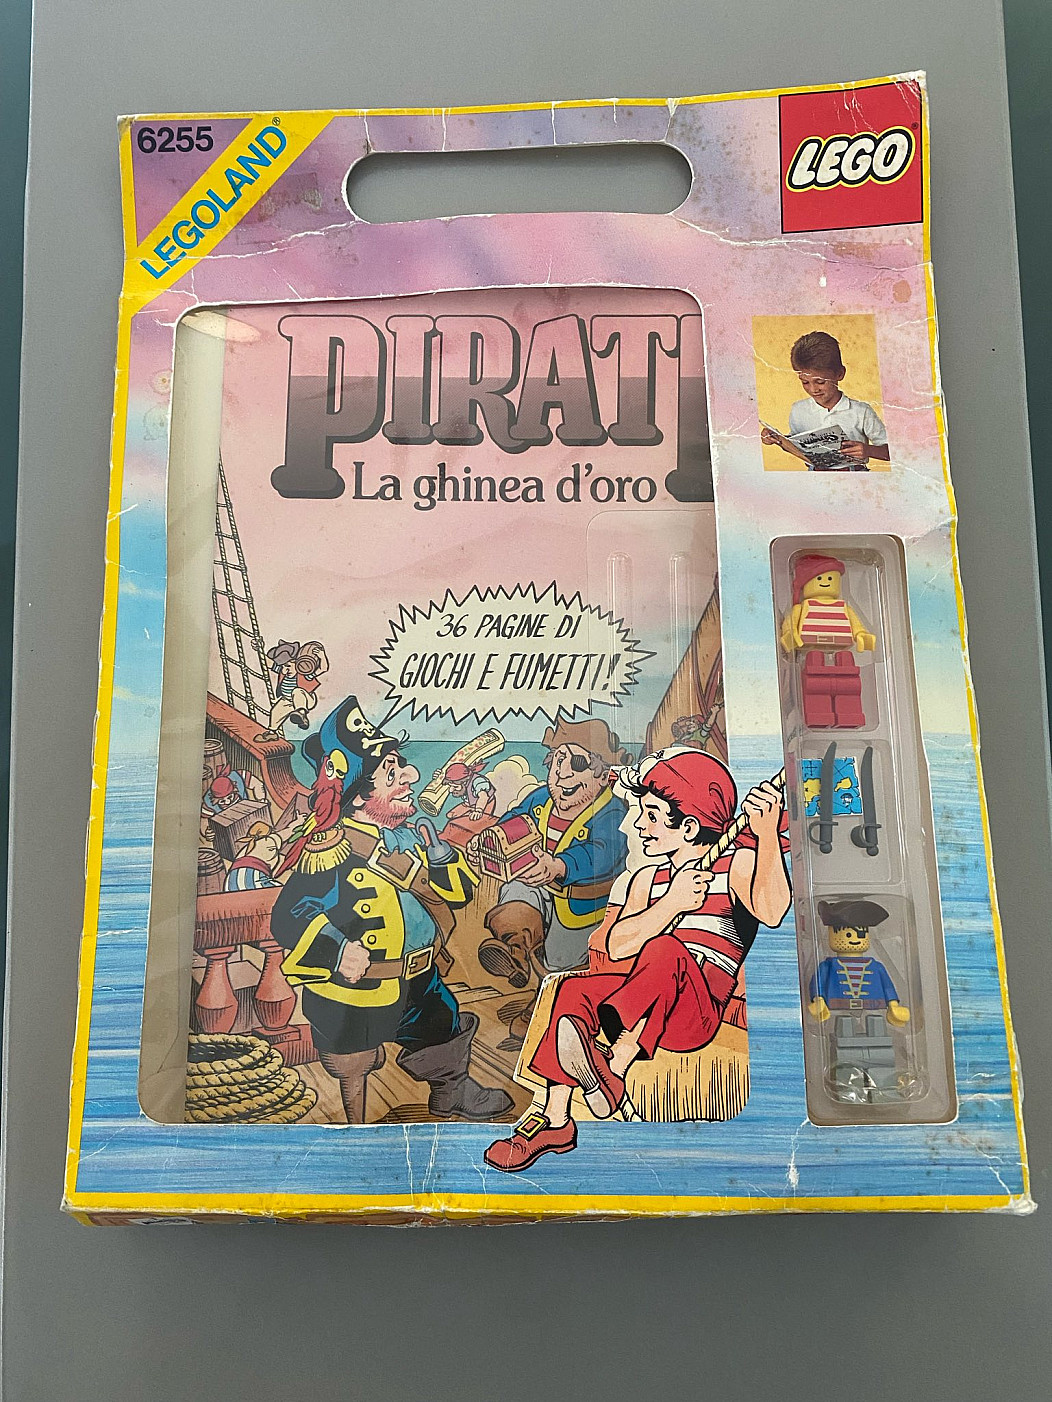 6255
LEGOLAND®
LEGO®
PIRATI
La ghinea d'oro
36 PAGINE DI
GIOCHI E FUMETTI!